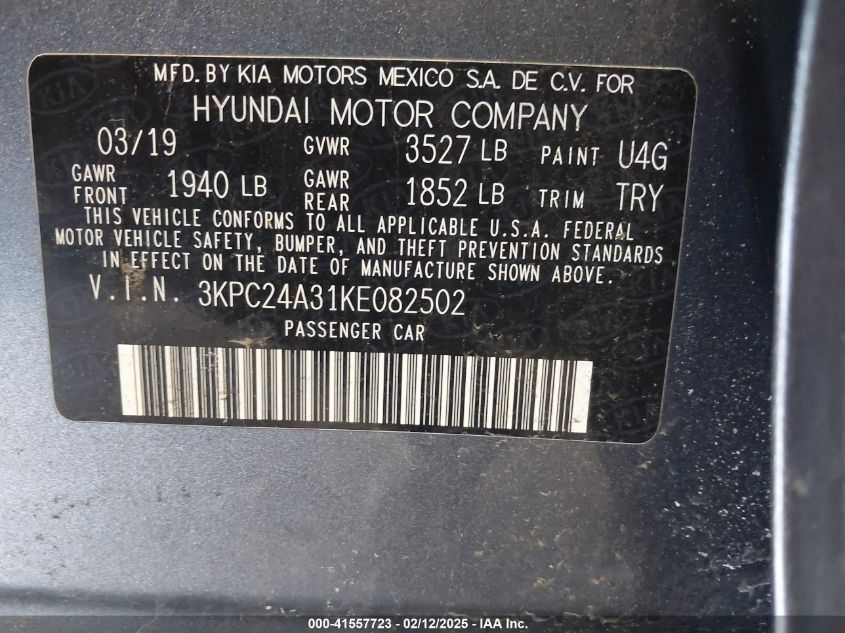 MFD. BY KIA MOTORS MEXICO S.A. DE C.V. FOR
HYUNDAI MOTOR COMPANY
03/19 GVWR 3527 LB PAINT U4G
GAWR FRONT 1940 LB GAWR REAR 1852 LB TRIM TRY
THIS VEHICLE CONFORMS TO ALL APPLICABLE U.S.A. FEDERAL
MOTOR VEHICLE SAFETY, BUMPER, AND THEFT PREVENTION STANDARDS
IN EFFECT ON THE DATE OF MANUFACTURE SHOWN ABOVE.
V.I.N. 3KPC24A31KE082502
PASSENGER CAR
000-41557723 - 02/12/2025 - IAA Inc.